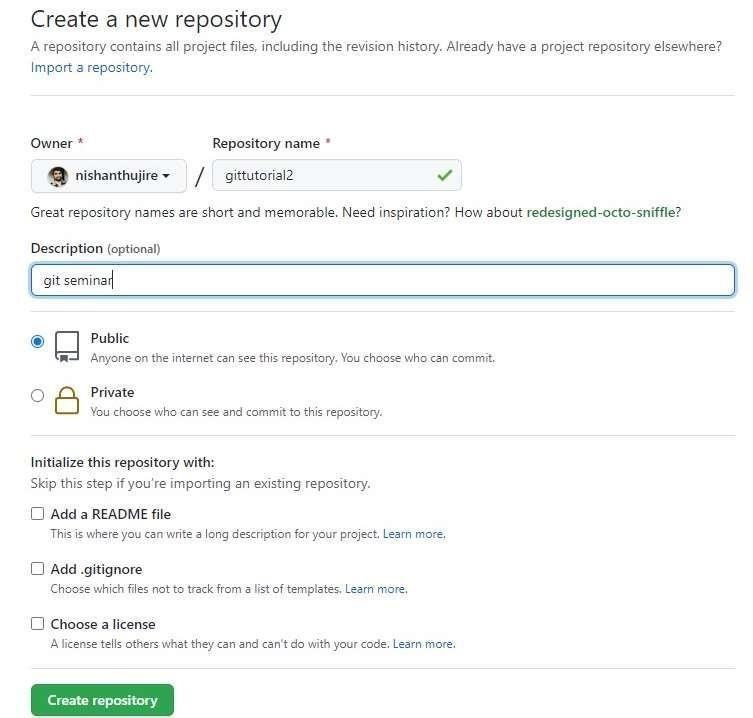 Create a new repository
A repository contains all project files, including the revision history. Already have a project repository elsewhere?
Import a repository.
Owner * Repository name *
nishanthujire / gittutorial2
Great repository names are short and memorable. Need inspiration? How about redesigned-octo-sniffle?
Description (optional)
git seminar
Public
Anyone on the internet can see this repository. You choose who can commit.
Private
You choose who can see and commit to this repository.
Initialize this repository with:
Skip this step if you're importing an existing repository.
Add a README file
This is where you can write a long description for your project. Learn more.
Add .gitignore
Choose which files not to track from a list of templates. Learn more.
Choose a license
A license tells others what they can and can't do with your code. Learn more.
Create repository